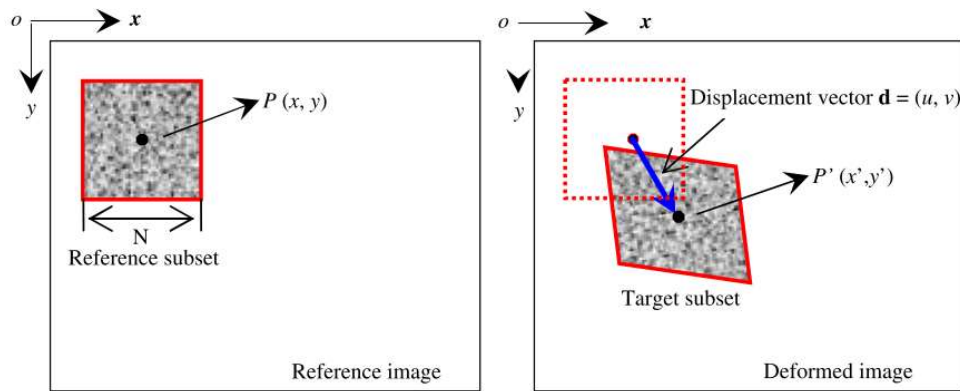 o x
y
P (x, y)
N
Reference subset
Reference image
o x
y
Displacement vector d = (u, v)
P' (x',y')
Target subset
Deformed image